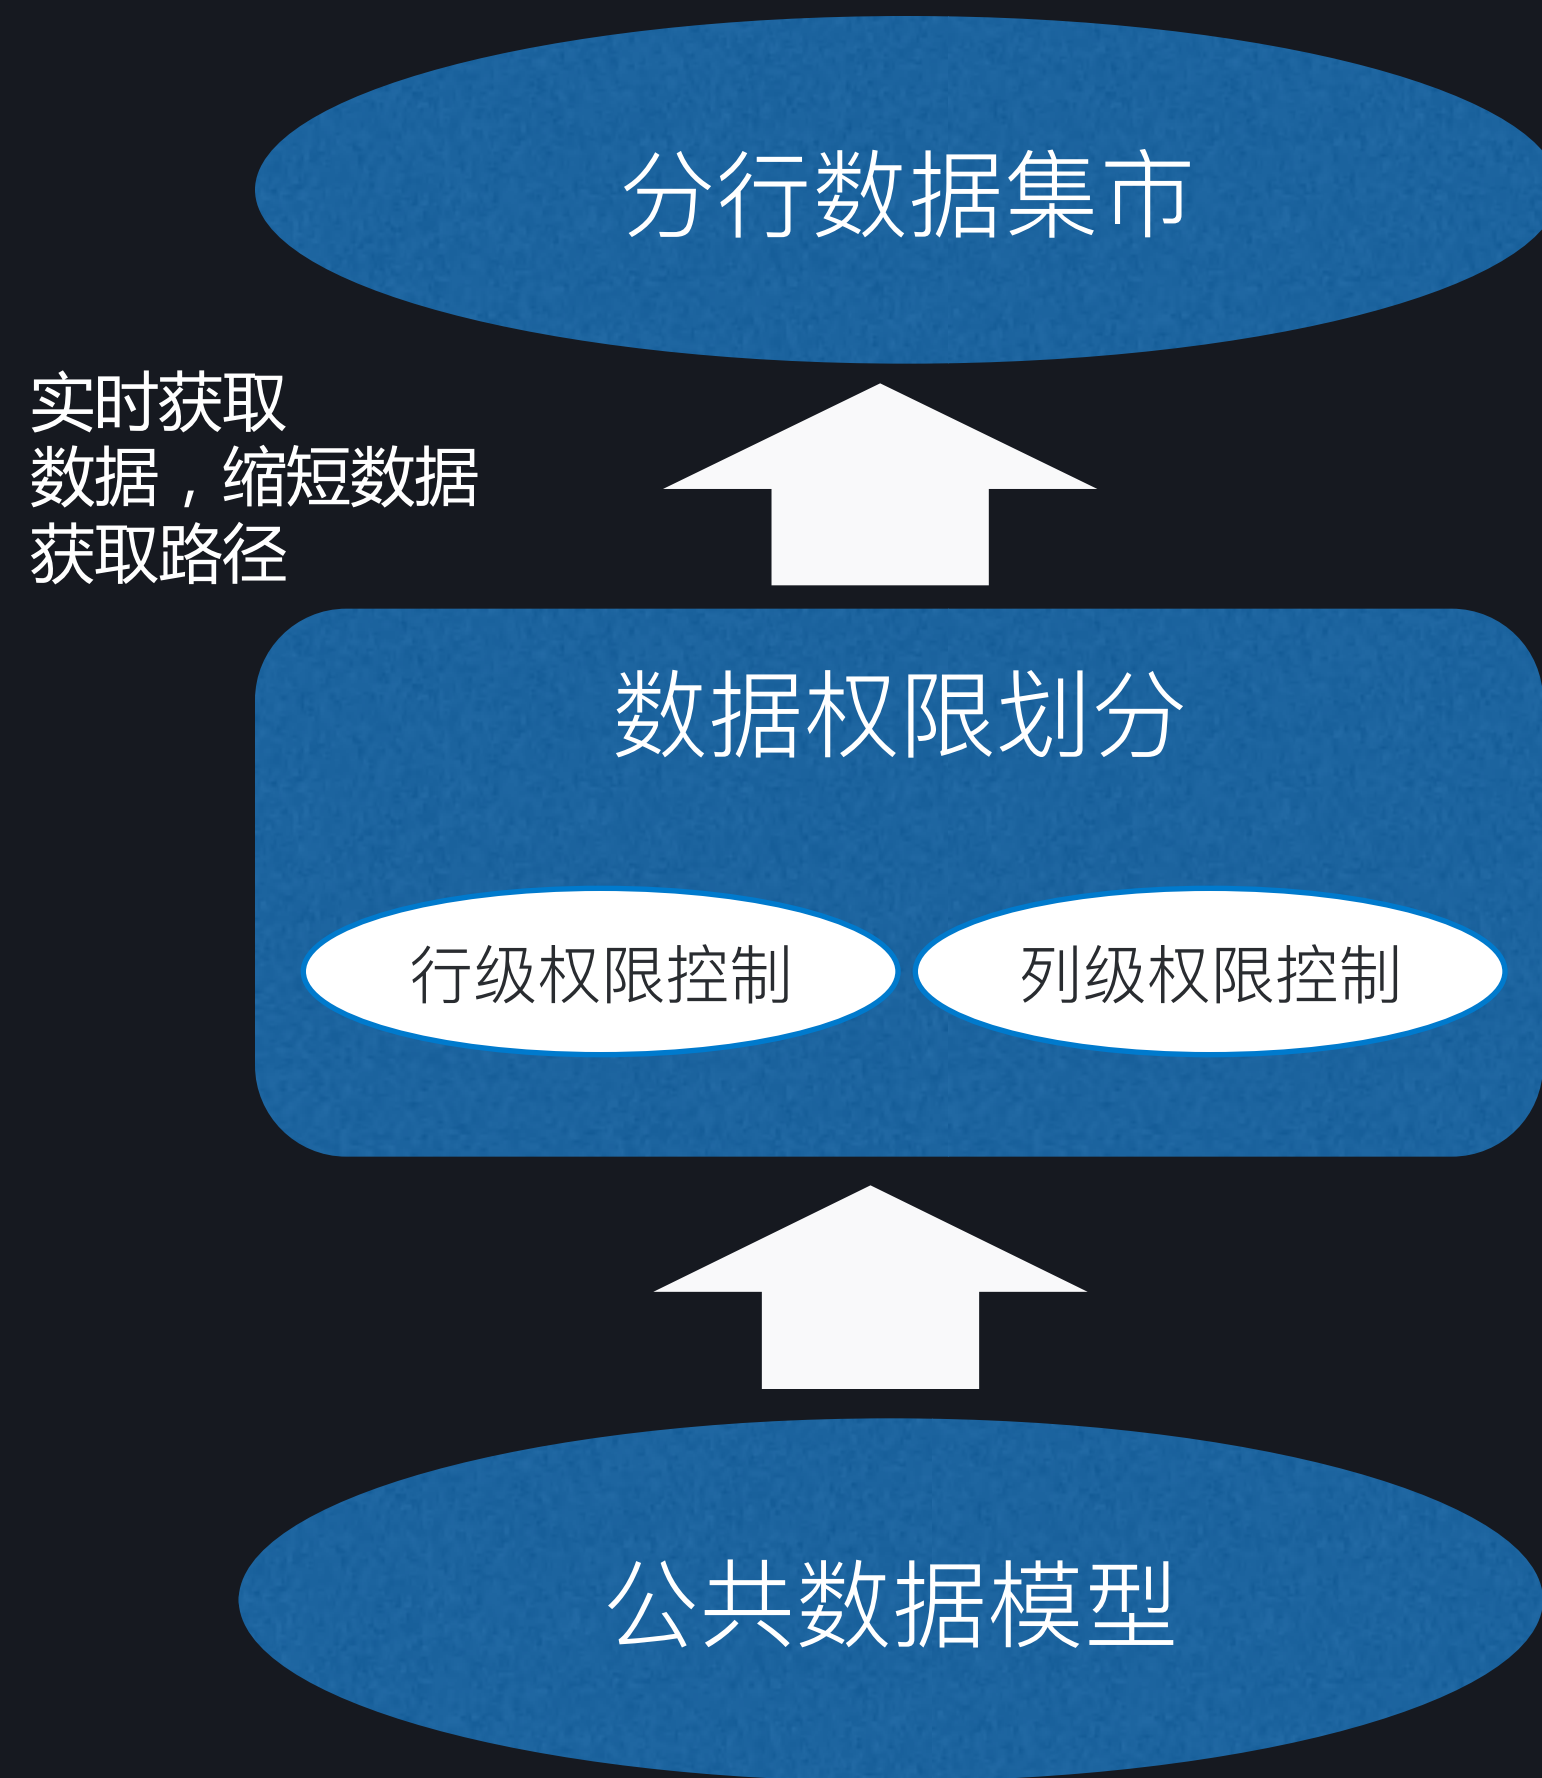 分行数据集市
实时获取
数据，缩短数据
获取路径
数据权限划分
行级权限控制
列级权限控制
公共数据模型